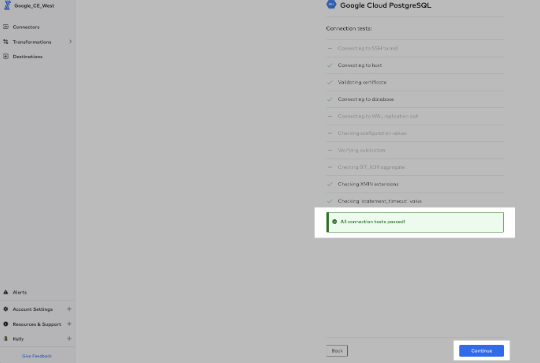 Google_CE_West
Connectors
Transformations
Destinations
Alerts
Account Settings
Resources & Support
Kelly
Give Feedback
Google Cloud PostgreSQL
Connection tests:
Connecting to SSH tunnel
Connecting to host
Validating certificate
Connecting to database
Connecting to WAL replication slot
Checking configuration values
Verifying publication
Creating BIT_XOR aggregate
Checking XMIN extensions
Checking 'statement_timeout' value
All connection tests passed!
Back
Continue